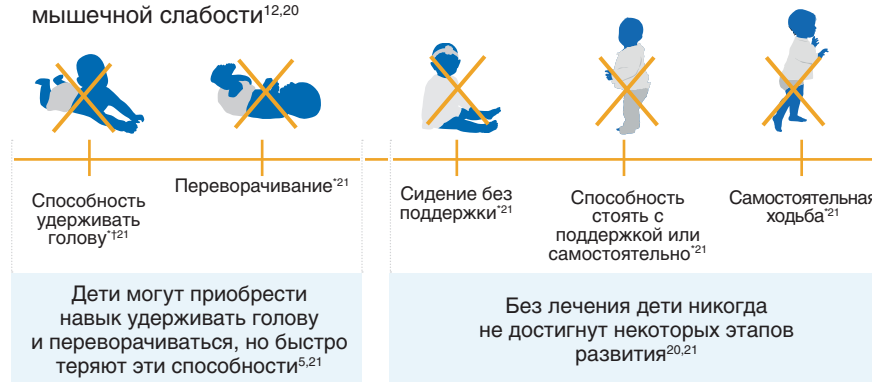 мышечной слабости12,20
Способность
удерживать
голову*†21
Переворачивание*21
Сидение без
поддержки*21
Способность
стоять с
поддержкой или
самостоятельно*21
Самостоятельная
ходьба*21
Дети могут приобрести
навык удерживать голову
и переворачиваться, но быстро
теряют эти способности5,21
Без лечения дети никогда
не достигнут некоторых этапов
развития20,21